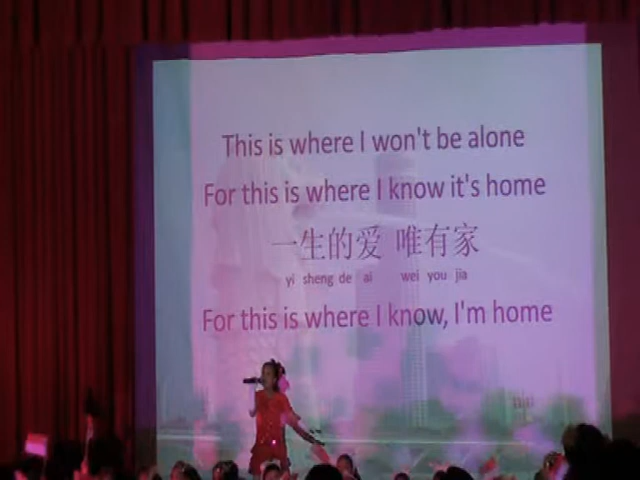 This is where I won't be alone
For this is where I know it's home
一生的爱 唯有家
yi sheng de ai wei you jia
For this is where I know, I'm home